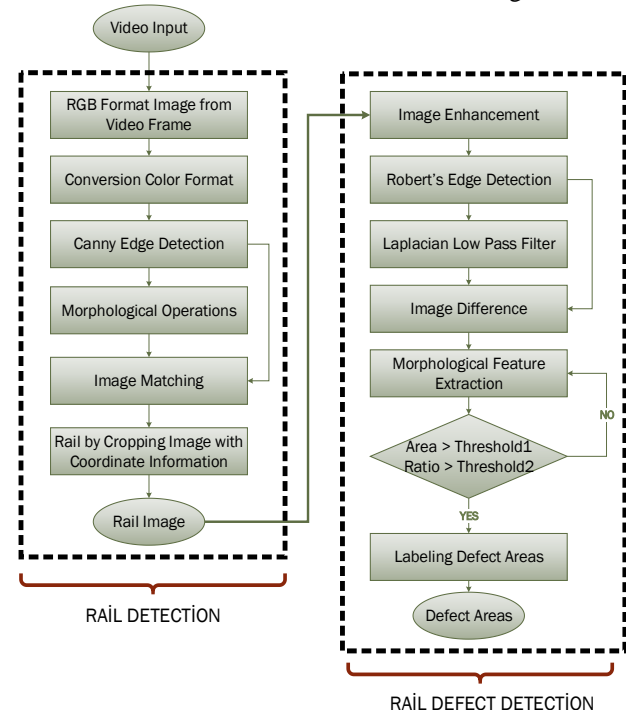 Video Input
RGB Format Image from
Video Frame
Conversion Color Format
Canny Edge Detection
Morphological Operations
Image Matching
Rail by Cropping Image with
Coordinate Information
Rail Image
RAİL DETECTİON
Image Enhancement
Robert's Edge Detection
Laplacian Low Pass Filter
Image Difference
Morphological Feature
Extraction
NO
Area > Threshold1
Ratio > Threshold2
YES
Labeling Defect Areas
Defect Areas
RAİL DEFECT DETECTİON